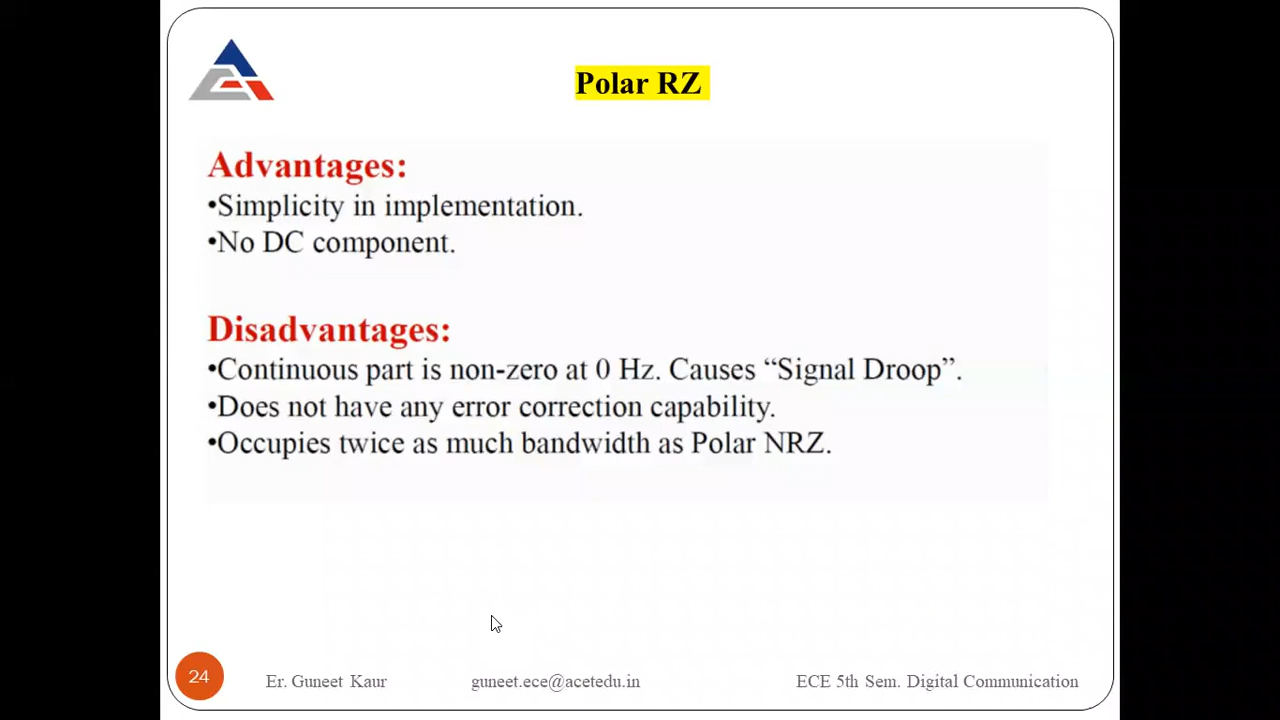 Polar RZ
Advantages:
•Simplicity in implementation.
•No DC component.
Disadvantages:
•Continuous part is non-zero at 0 Hz. Causes “Signal Droop”.
•Does not have any error correction capability.
•Occupies twice as much bandwidth as Polar NRZ.
24 Er. Guneet Kaur guneet.ece@acetedu.in ECE 5th Sem. Digital Communication